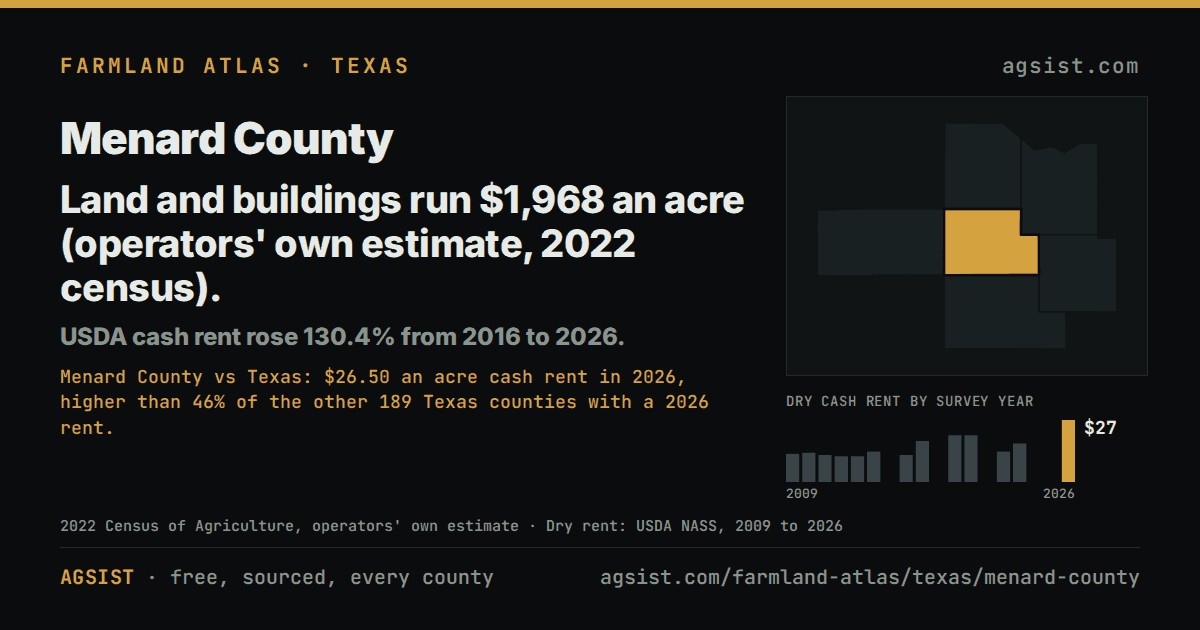 FARMLAND ATLAS · TEXAS
agsist.com
Menard County
Land and buildings run $1,968 an acre
(operators' own estimate, 2022
census).
USDA cash rent rose 130.4% from 2016 to 2026.
Menard County vs Texas: $26.50 an acre cash rent in 2026,
higher than 46% of the other 189 Texas counties with a 2026
rent.
DRY CASH RENT BY SURVEY YEAR
$27
2009
2026
2022 Census of Agriculture, operators' own estimate · Dry rent: USDA NASS, 2009 to 2026
AGSIST · free, sourced, every county
agsist.com/farmland-atlas/texas/menard-county